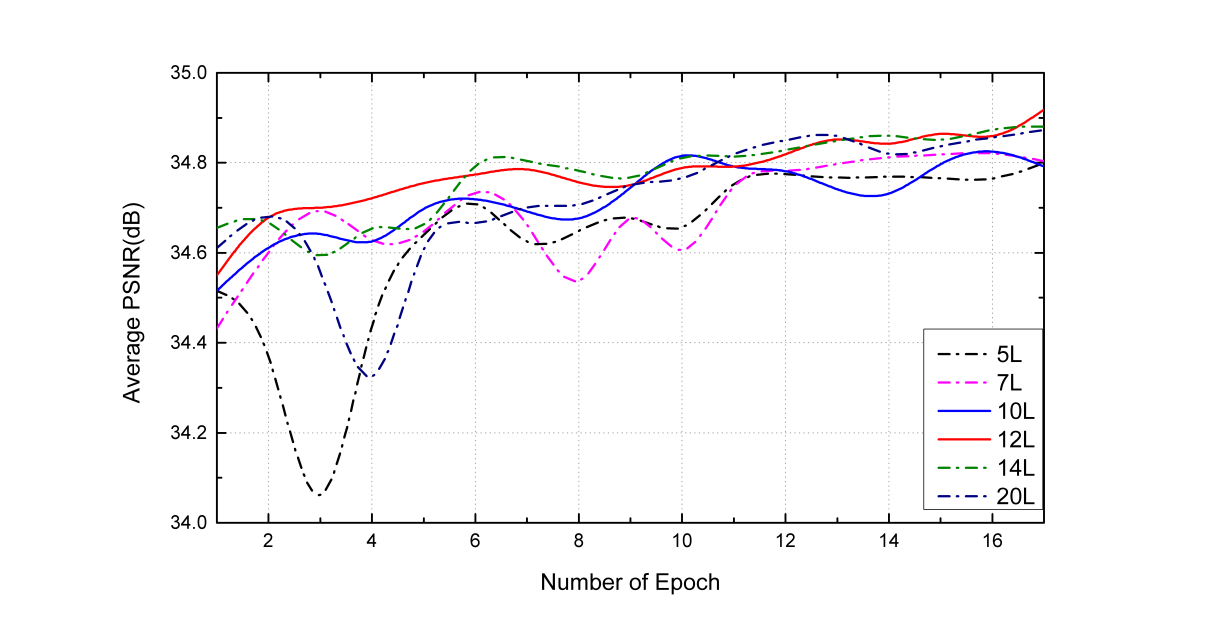 35.0
34.8
34.6
34.4
34.2
34.0
Average PSNR(dB)
2 4 6 8 10 12 14 16
Number of Epoch
5L
7L
10L
12L
14L
20L